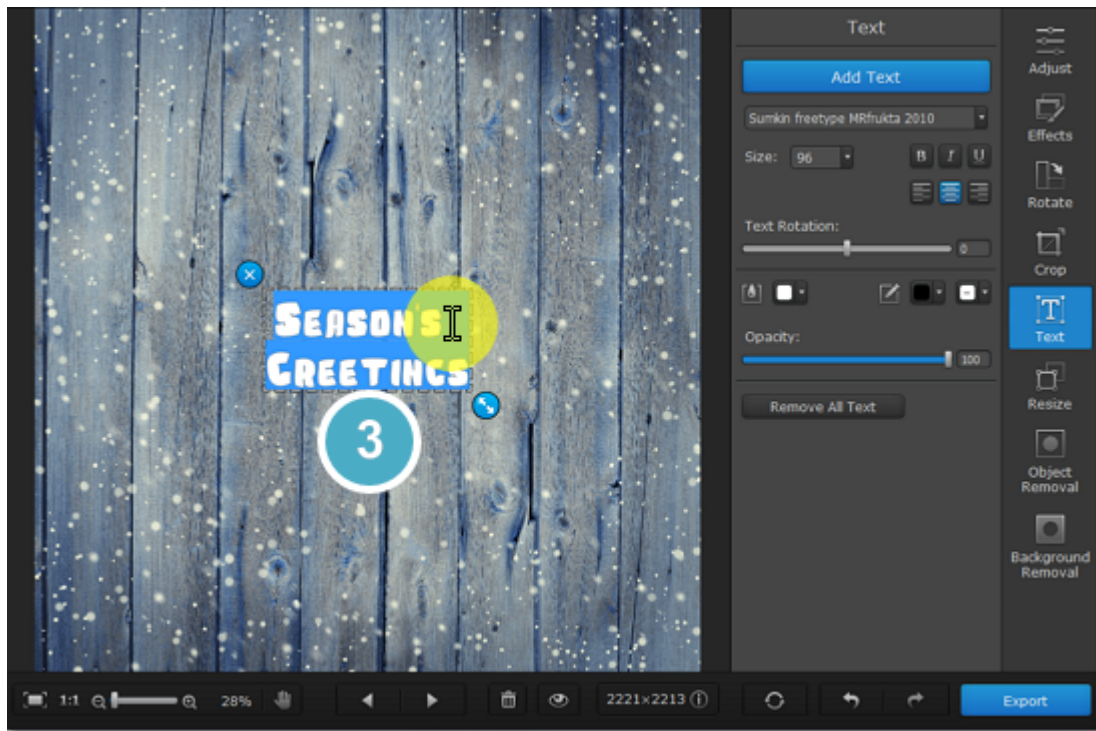 Text
Add Text
Sumkin freetype MRfrukta 2010
Size: 96 B I U
Text Rotation:
0
Opacity:
100
Remove All Text
SEASON'S
GREETINGS
3
Adjust
Effects
Rotate
Crop
T
Text
Resize
Object
Removal
Background
Removal
1:1 28% 2221×2213 Export